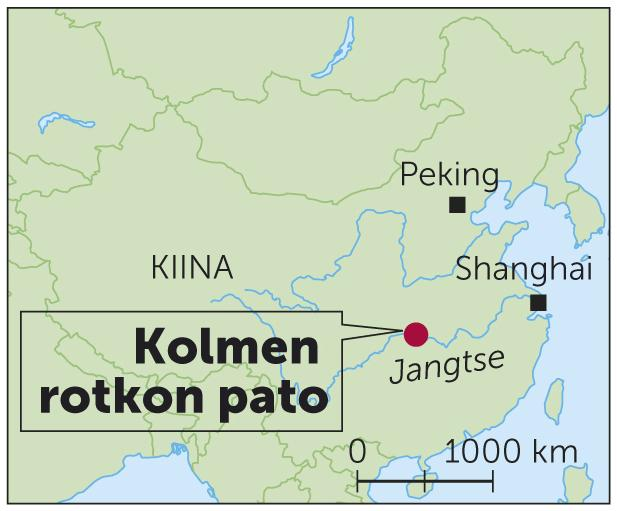 Peking
KIINA
Shanghai
Kolmen
rotkon pato
Jangtse
0
1000 km